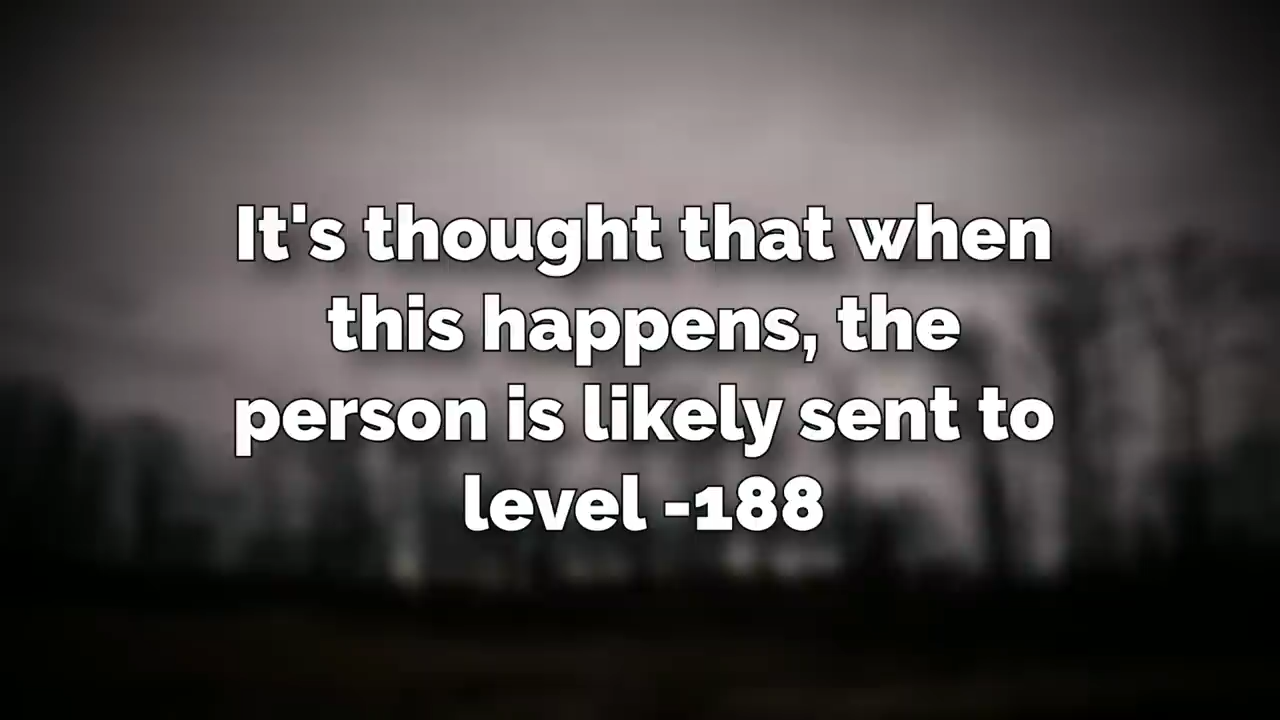 It's thought that when
this happens, the
person is likely sent to
level -188